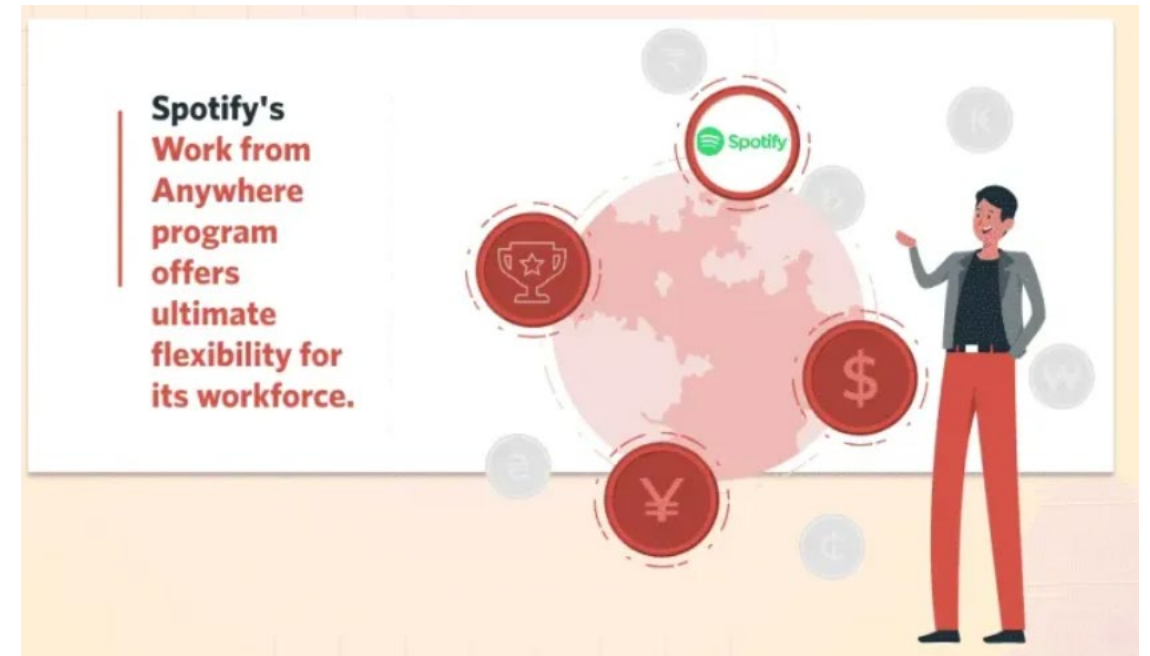 Spotify's
Work from
Anywhere
program
offers
ultimate
flexibility for
its workforce.
Spotify
$
¥
₹
W